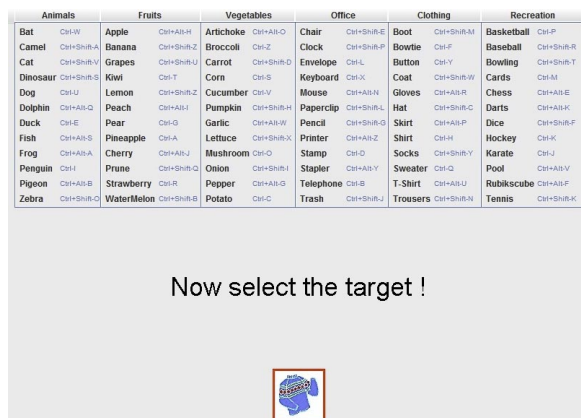 Animals Fruits Vegetables Office Clothing Recreation
Bat Ctrl-W Apple Ctrl+Alt-H Artichoke Ctrl+Alt-O Chair Ctrl+Shift-E Boot Ctrl+Shift-M Basketball Ctrl-P
Camel Ctrl+Shift-A Banana Ctrl+Shift-Z Broccoli Ctrl-Z Clock Ctrl+Shift-P Bowtie Ctrl-F Baseball Ctrl+Shift-R
Cat Ctrl+Shift-V Grapes Ctrl+Shift-U Carrot Ctrl+Shift-D Envelope Ctrl-L Button Ctrl-Y Bowling Ctrl+Shift-T
Dinosaur Ctrl+Shift-S Kiwi Ctrl-T Corn Ctrl-S Keyboard Ctrl-X Coat Ctrl+Shift-W Cards Ctrl-M
Dog Ctrl-U Lemon Ctrl+Shift-Z Cucumber Ctrl-V Mouse Ctrl+Alt-N Gloves Ctrl+Alt-R Chess Ctrl+Alt-E
Dolphin Ctrl+Alt-Q Peach Ctrl+Alt-I Pumpkin Ctrl+Shift-H Paperclip Ctrl+Shift-L Hat Ctrl+Shift-C Darts Ctrl+Alt-K
Duck Ctrl-E Pear Ctrl-G Garlic Ctrl+Alt-W Pencil Ctrl+Shift-G Skirt Ctrl+Alt-P Dice Ctrl+Shift-F
Fish Ctrl+Alt-S Pineapple Ctrl-A Lettuce Ctrl+Shift-X Printer Ctrl+Alt-Z Shirt Ctrl-H Hockey Ctrl-K
Frog Ctrl+Alt-A Cherry Ctrl+Alt-J Mushroom Ctrl-O Stamp Ctrl-D Socks Ctrl+Shift-Y Karate Ctrl-J
Penguin Ctrl-I Prune Ctrl+Shift-Q Onion Ctrl+Shift-I Stapler Ctrl+Alt-Y Sweater Ctrl-Q Pool Ctrl+Alt-V
Pigeon Ctrl+Alt-B Strawberry Ctrl-R Pepper Ctrl+Alt-G Telephone Ctrl-B T-Shirt Ctrl+Alt-U Rubikscube Ctrl+Alt-F
Zebra Ctrl+Shift-O WaterMelon Ctrl+Shift-B Potato Ctrl-C Trash Ctrl+Shift-J Trousers Ctrl+Shift-N Tennis Ctrl+Shift-K
Now select the target !